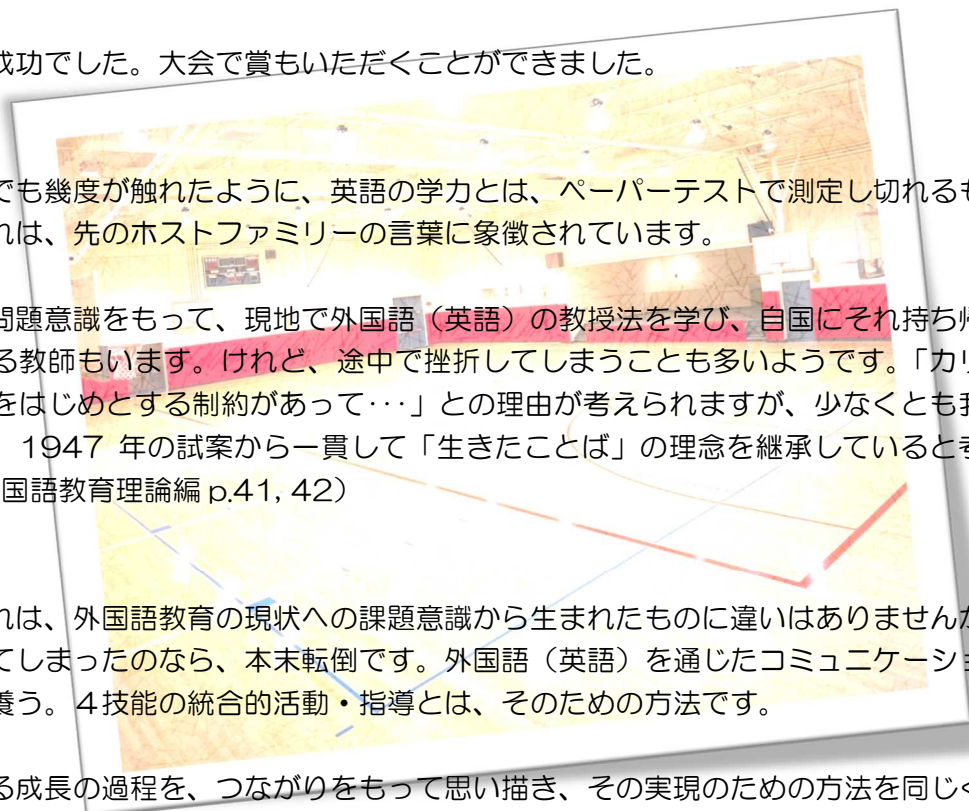 成功でした。大会で賞もいただくことができました。
でも幾度が触れたように、英語の学力とは、ペーパーテストで測定し切れるも
れは、先のホストファミリーの言葉に象徴されています。
問題意識をもって、現地で外国語（英語）の教授法を学び、自国にそれ持ち帰
る教師もいます。けれど、途中で挫折してしまうことも多いようです。「カリ
をはじめとする制約があって・・・」との理由が考えられますが、少なくとも我
1947 年の試案から一貫して「生きたことば」の理念を継承していると考
国語教育理論編 p.41, 42）
れは、外国語教育の現状への課題意識から生まれたものに違いはありませんが
てしまったのなら、本末転倒です。外国語（英語）を通じたコミュニケーショ
養う。４技能の統合的活動・指導とは、そのための方法です。
る成長の過程を、つながりをもって思い描き、その実現のための方法を同じく